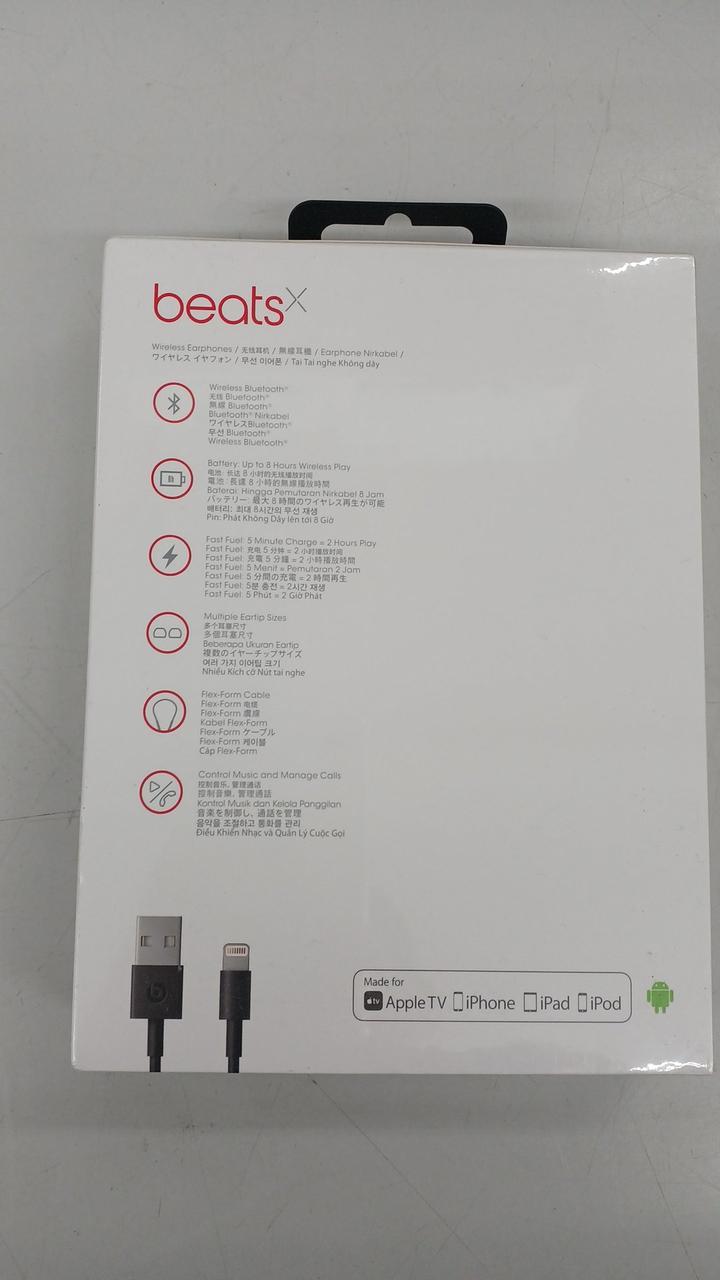 beatsX
Wireless Earphones / 无线耳机 / 無線耳機 / Earphone Nirkabel /
ワイヤレス イヤフォン / 무선 이어폰 / Tai Tai nghe Không dây
Wireless Bluetooth®
无线 Bluetooth®
無線 Bluetooth®
Bluetooth® Nirkabel
ワイヤレスBluetooth®
무선 Bluetooth®
Wireless Bluetooth®
Battery: Up to 8 Hours Wireless Play
电池: 长达 8 小时的无线播放时间
電池: 長達 8 小時的無線播放時間
Baterai: Hingga Pemutaran Nirkabel 8 Jam
バッテリー: 最大 8 時間のワイヤレス再生が可能
배터리: 최대 8시간의 무선 재생
Pin: Phát Không Dây lên tới 8 Giờ
Fast Fuel: 5 Minute Charge = 2 Hours Play
Fast Fuel: 充电 5 分钟 = 2 小时播放时间
Fast Fuel: 充電 5 分鐘 = 2 小時播放時間
Fast Fuel: 5 Menit = Pemutaran 2 Jam
Fast Fuel: 5 分間の充電 = 2 時間再生
Fast Fuel: 5분 충전 = 2시간 재생
Fast Fuel: 5 Phút = 2 Giờ Phát
Multiple Eartip Sizes
多个耳塞尺寸
多個耳塞尺寸
Beberapa Ukuran Eartip
複数のイヤーチップサイズ
여러 가지 이어팁 크기
Nhiều Kích cỡ Nút tai nghe
Flex-Form Cable
Flex-Form 电缆
Flex-Form 纜線
Kabel Flex-Form
Flex-Form ケーブル
Flex-Form 케이블
Cáp Flex-Form
Control Music and Manage Calls
控制音乐, 管理通话
控制音樂, 管理通話
Kontrol Musik dan Kelola Panggilan
音楽を制御し、通話を管理
음악을 조절하고 통화를 관리
Điều Khiển Nhạc và Quản Lý Cuộc Gọi
Made for
tv Apple TV iPhone iPad iPod